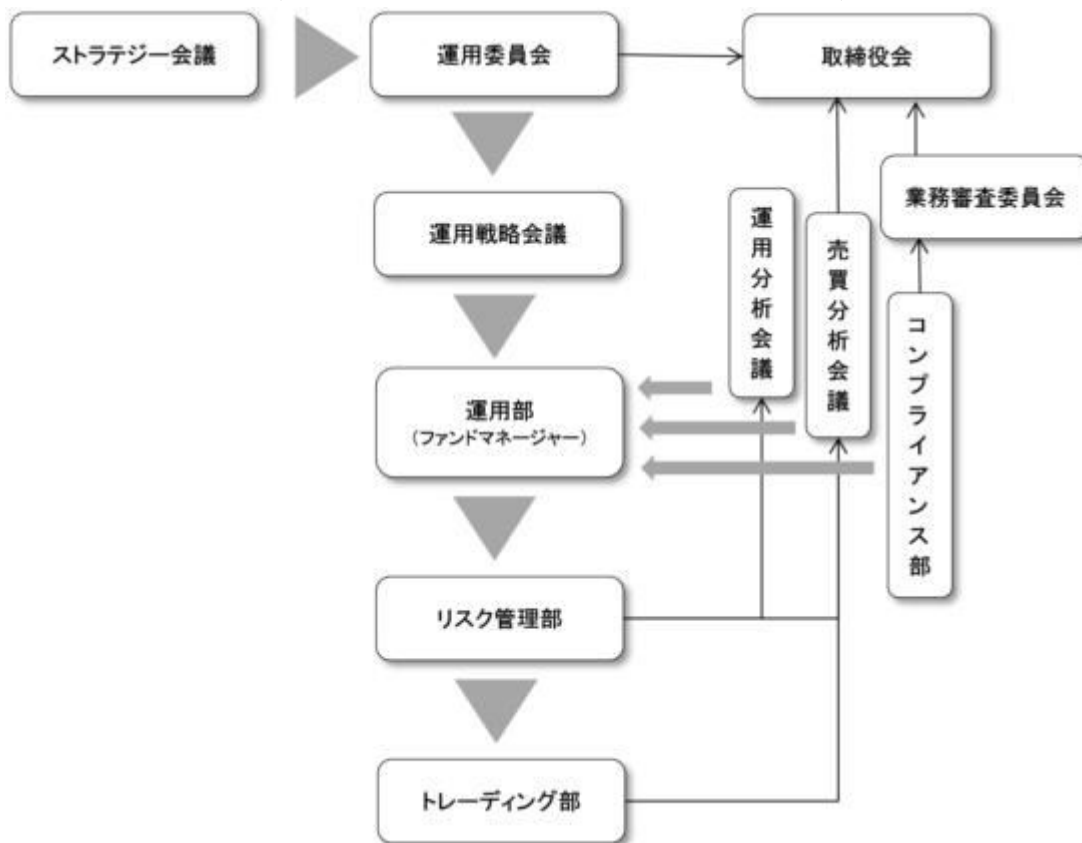 ストラテジー会議
運用委員会
取締役会
業務審査委員会
運用戦略会議
運用分析会議
売買分析会議
コンプライアンス部
運用部
(ファンドマネージャー)
リスク管理部
トレーディング部